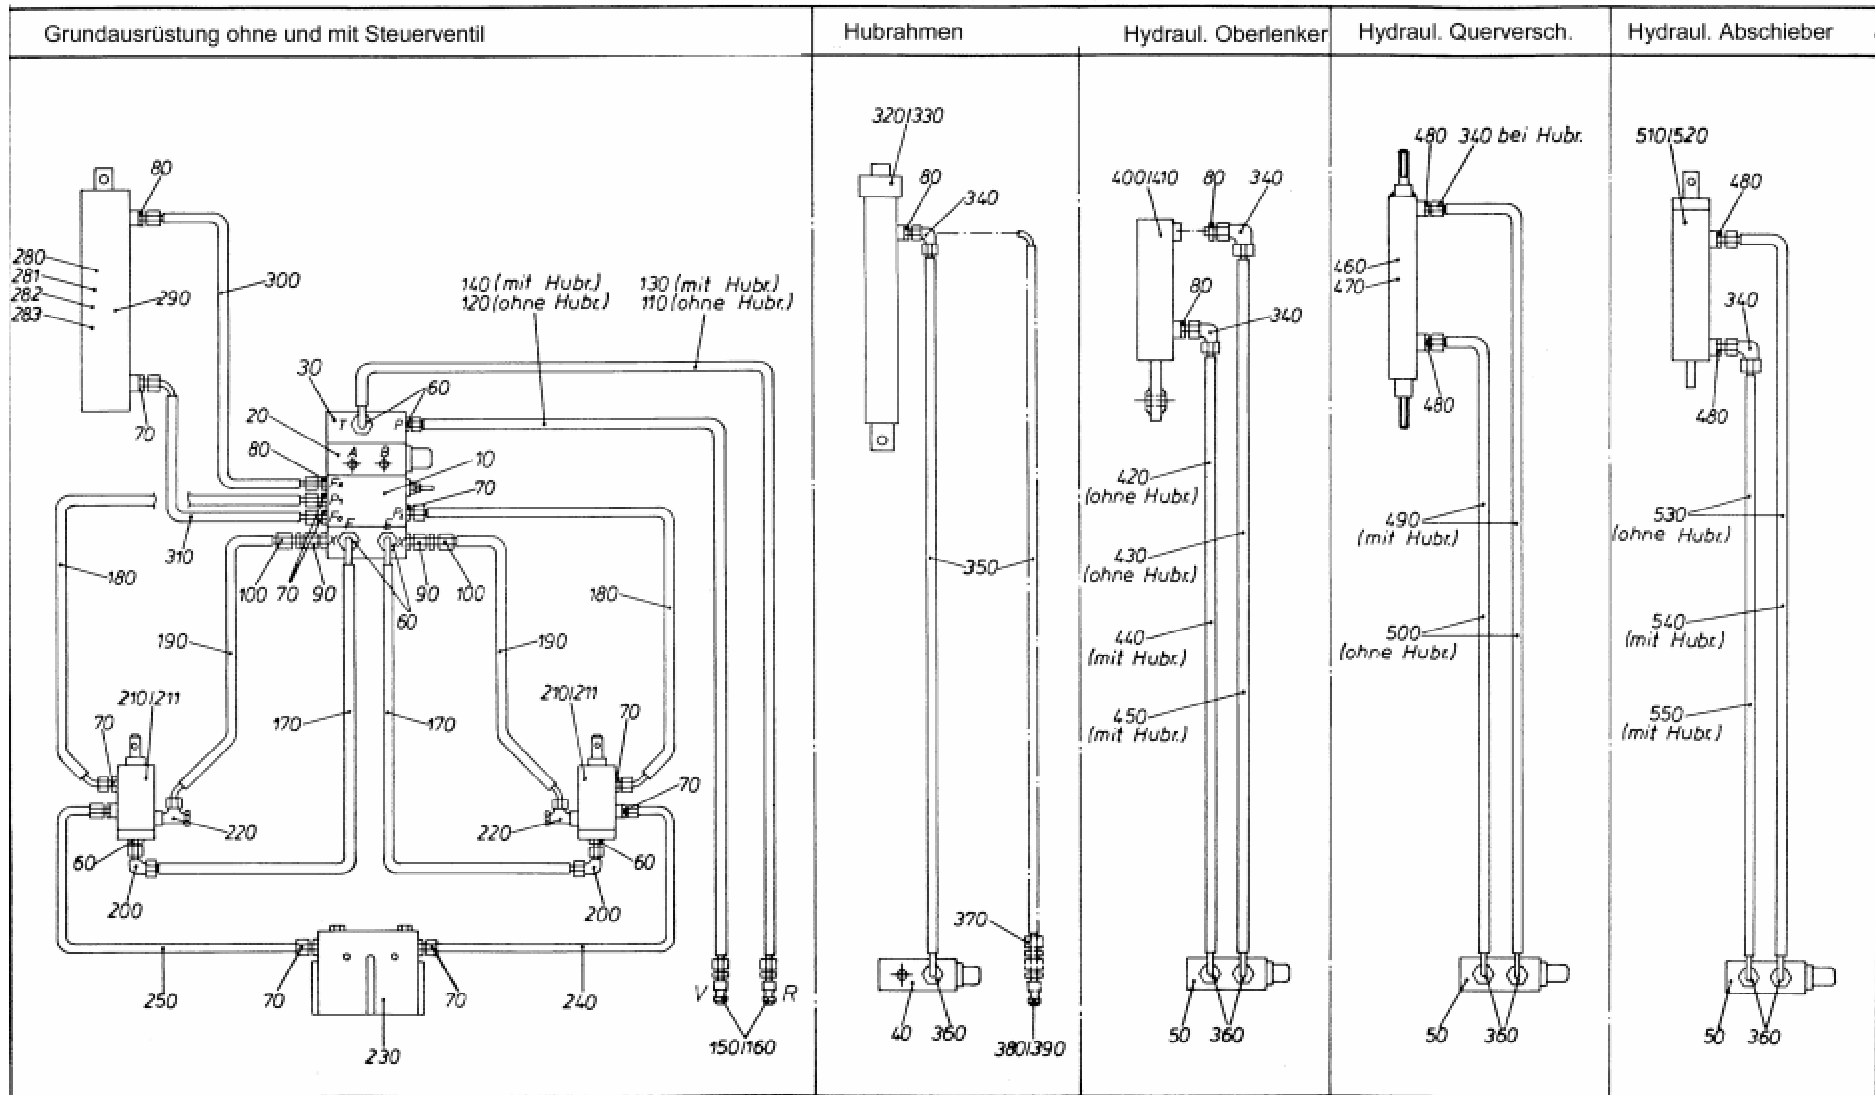 Grundausrüstung ohne und mit Steuerventil
Hubrahmen
Hydraul. Oberlenker
Hydraul. Querversch.
Hydraul. Abschieber
80
280
281
282
283
290
300
70
310
140 (mit Hubr.)
120 (ohne Hubr.)
130 (mit Hubr.)
110 (ohne Hubr.)
30
20
80
T
P
A
B
60
10
70
E
E
100
70
90
60
90
100
180
180
190
190
170
170
210/211
70
210/211
70
70
220
220
60
60
200
200
250
70
70
240
230
V
R
150/160
320/330
80
340
350
370
40
360
380/390
400/410
80
340
80
340
420
(ohne Hubr.)
430
(ohne Hubr.)
440
(mit Hubr.)
450
(mit Hubr.)
50
360
480
340 bei Hubr.
460
470
480
490
(mit Hubr.)
500
(ohne Hubr.)
50
360
510/520
480
340
480
530
(ohne Hubr.)
540
(mit Hubr.)
550
(mit Hubr.)
50
360